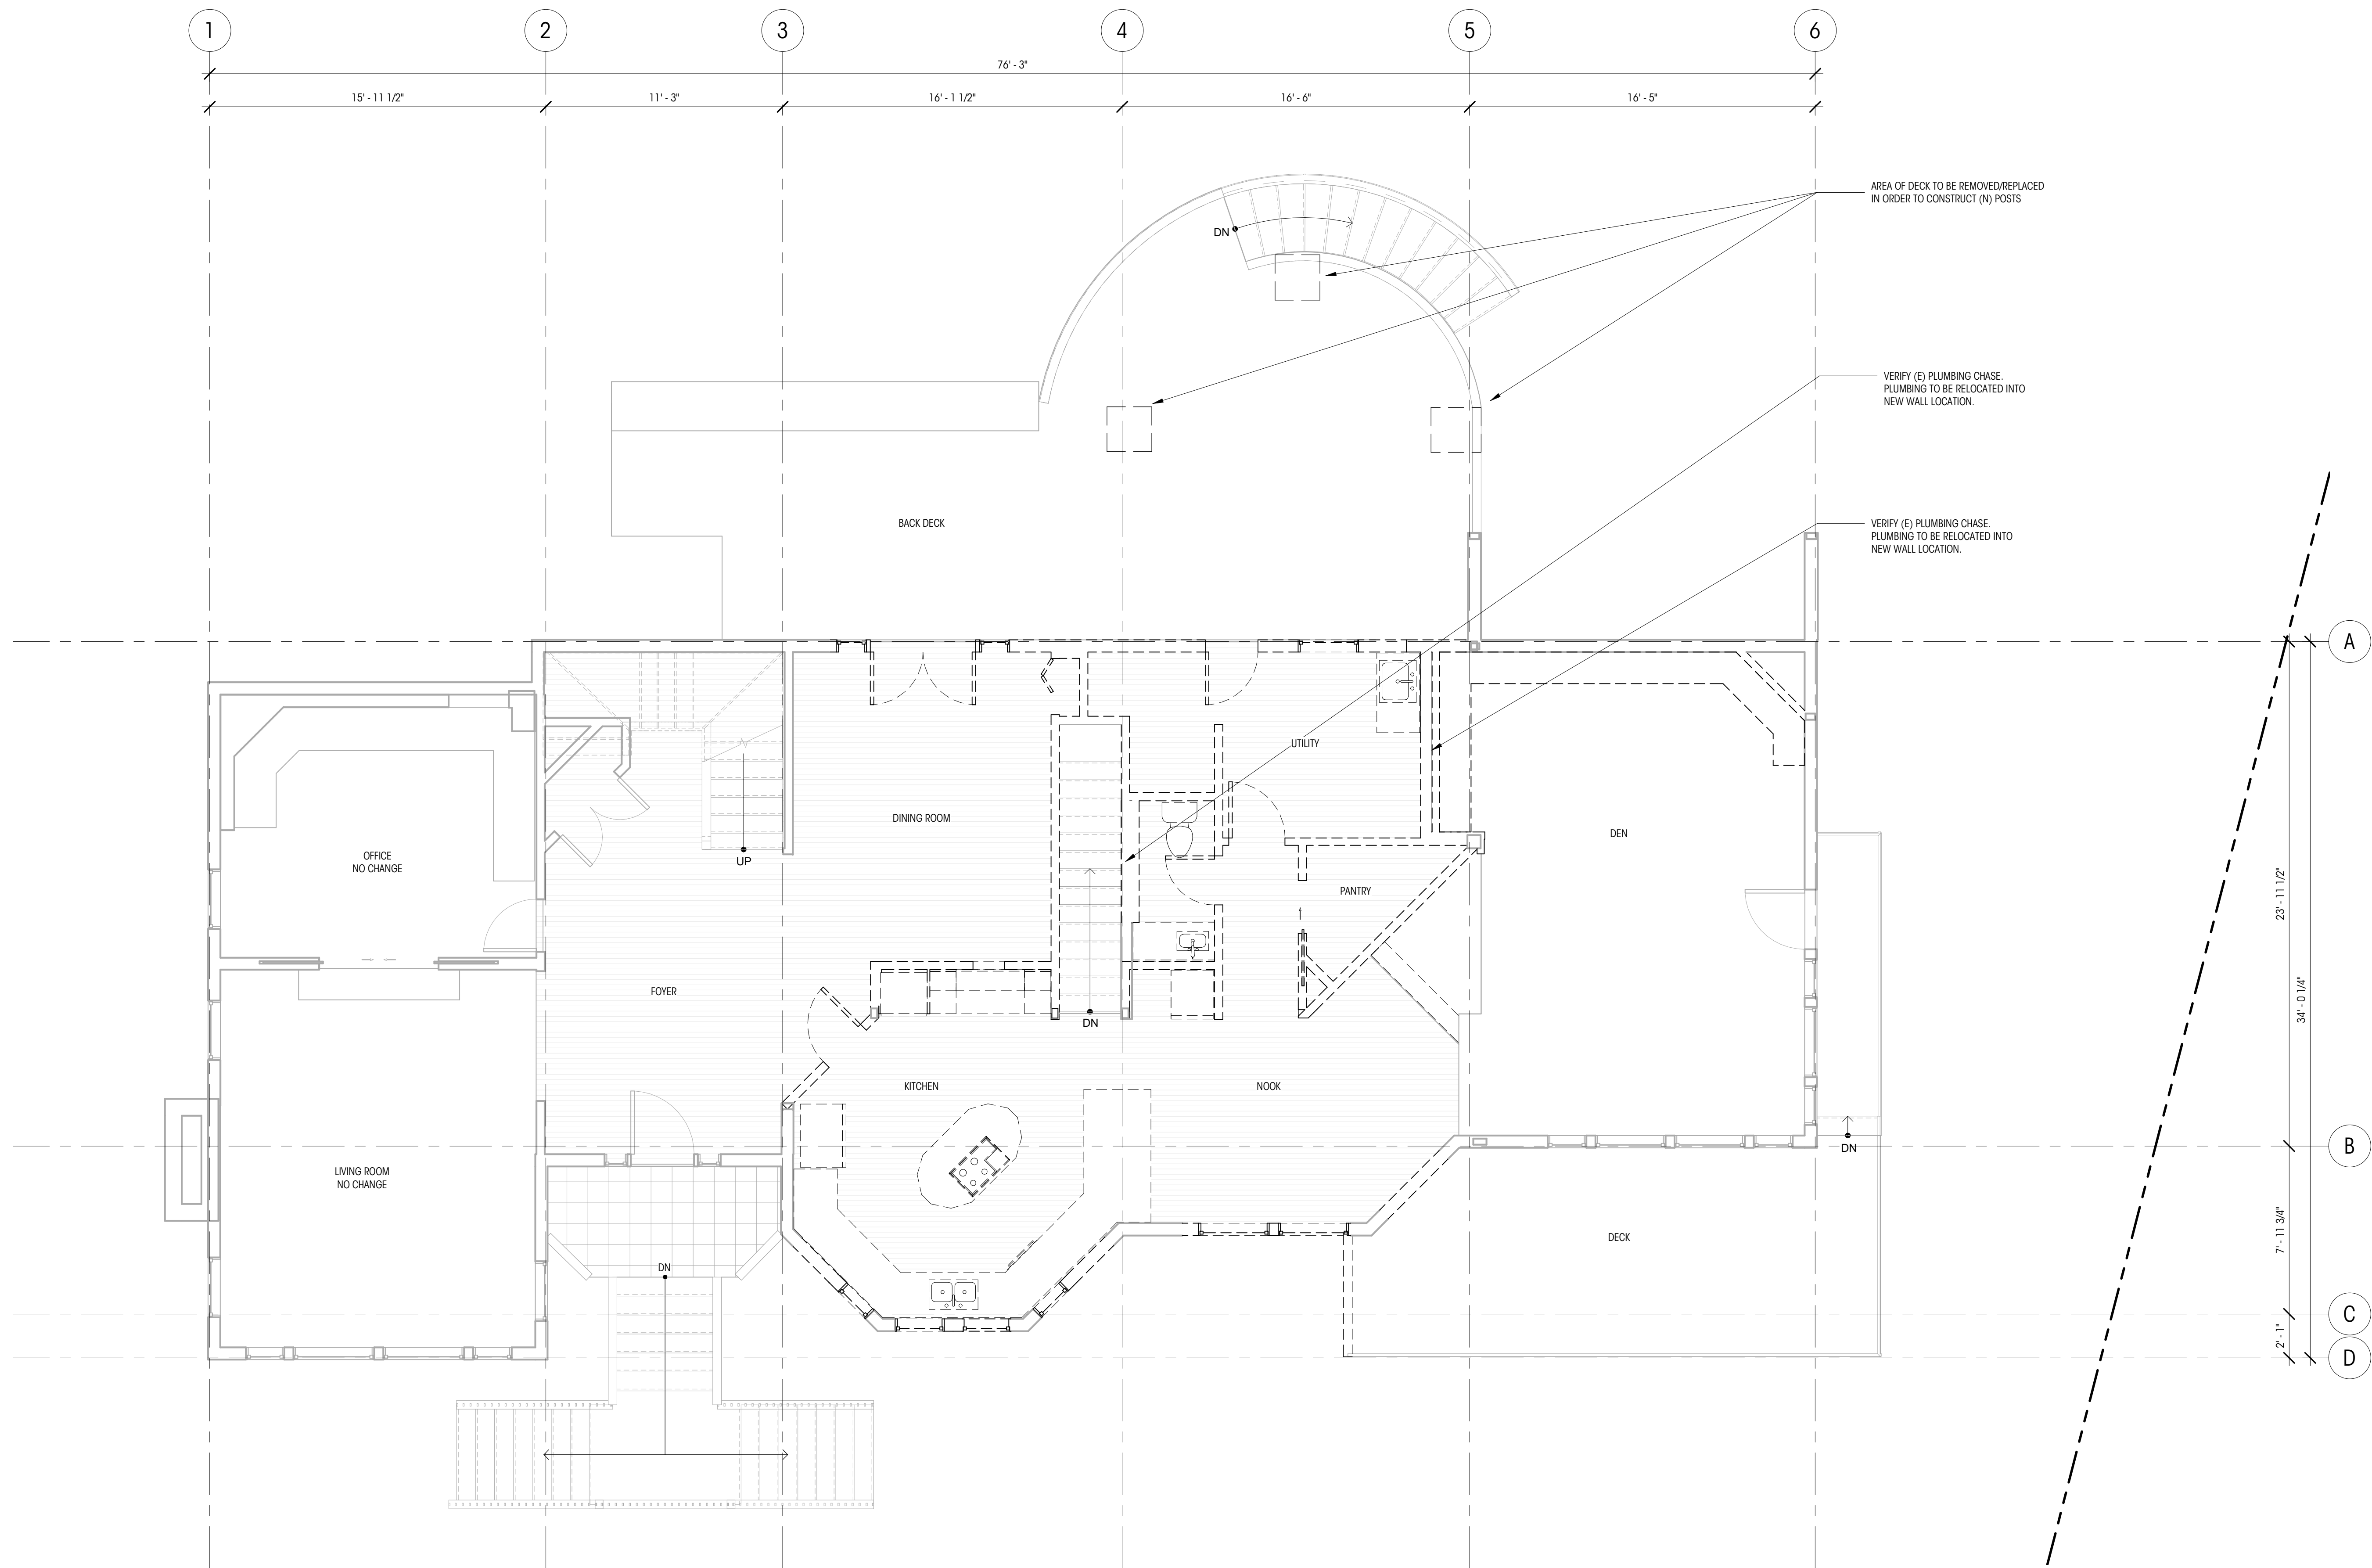 1
2
3
4
5
6
76' - 3"
15' - 11 1/2"
11' - 3"
16' - 1 1/2"
16' - 6"
16' - 5"
AREA OF DECK TO BE REMOVED/REPLACED
IN ORDER TO CONSTRUCT (N) POSTS
DN
VERIFY (E) PLUMBING CHASE.
PLUMBING TO BE RELOCATED INTO
NEW WALL LOCATION.
BACK DECK
VERIFY (E) PLUMBING CHASE.
PLUMBING TO BE RELOCATED INTO
NEW WALL LOCATION.
A
UTILITY
DINING ROOM
DEN
OFFICE
NO CHANGE
UP
PANTRY
23' - 11 1/2"
34' - 0 1/4"
FOYER
DN
KITCHEN
NOOK
DN
B
LIVING ROOM
NO CHANGE
7' - 11 3/4"
DECK
DN
C
2' - 1"
D